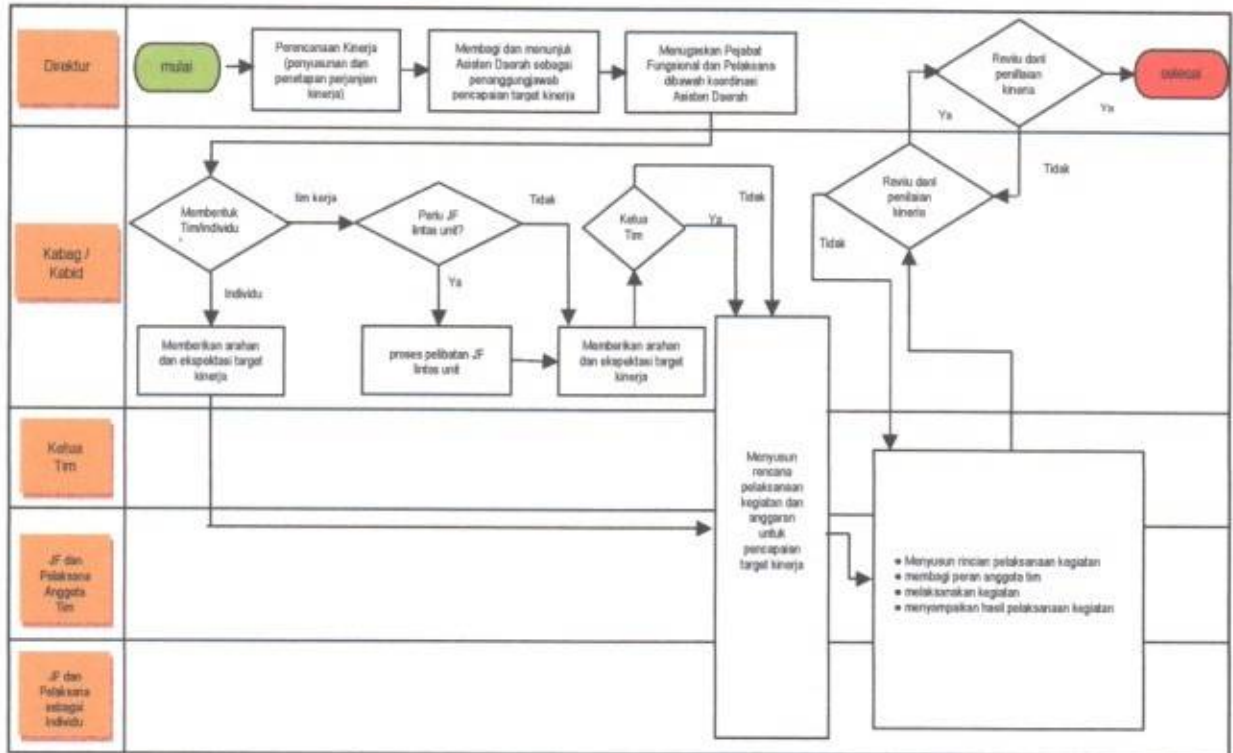 Direktur
mulai
Perencanaan Kinerja
(penyusunan dan
penetapan perjanjian
kinerja)
Membagi dan menunjuk
Asisten Daerah sebagai
penanggungjawab
pencapaian target kinerja
Menugaskan Pejabat
Fungsional dan Pelaksana
dibawah koordinasi
Asisten Daerah
Reviu dan
penilaian
kinerja
selesai
Ya
Ya
Tidak
Kabag /
Kabid
Membentuk
Tim/individu
tim kerja
Perlu JF
lintas unit?
Tidak
Ketua
Tim
Tidak
Ya
Reviu dan
penilaian
kinerja
Tidak
Individu
Ya
Memberikan arahan
dan ekspektasi target
kinerja
proses pelibatan JF
lintas unit
Memberikan arahan
dan ekspektasi target
kinerja
Ketua
Tim
Menyusun
rencana
pelaksanaan
kegiatan dan
anggaran
untuk
pencapaian
target kinerja
JF dan
Pelaksana
Anggota
Tim
● Menyusun rincian pelaksanaan kegiatan
● membagi peran anggota tim
● melaksanakan kegiatan
● menyampaikan hasil pelaksanaan kegiatan
JF dan
Pelaksana
sebagai
Individu